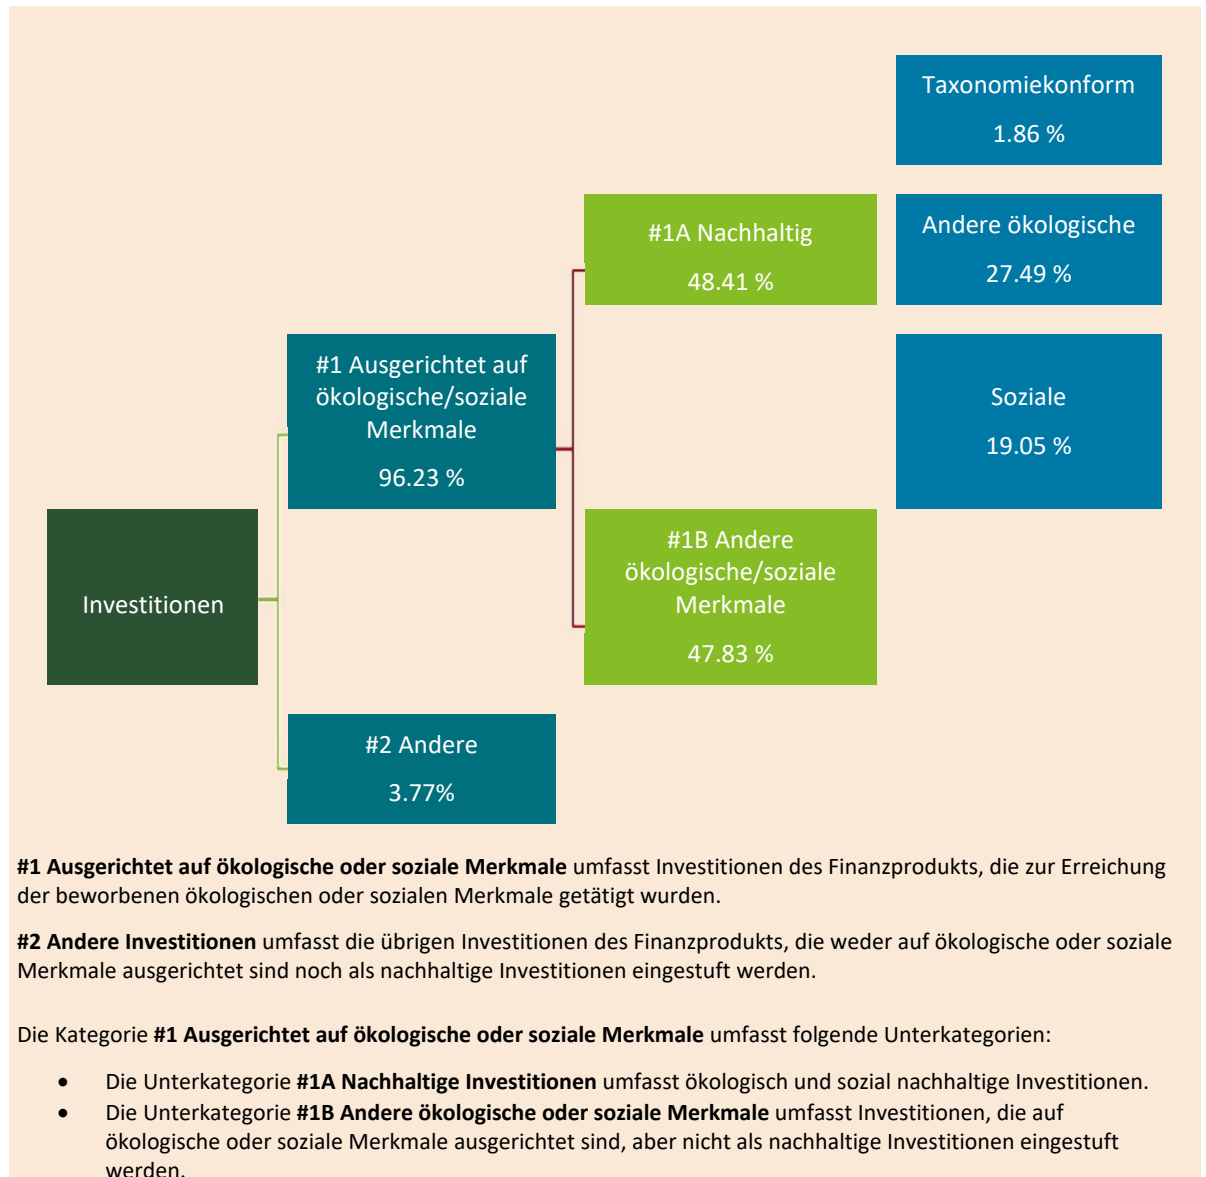 Taxonomiekonform
1.86 %
#1A Nachhaltig
48.41 %
Andere ökologische
27.49 %
#1 Ausgerichtet auf
ökologische/soziale
Merkmale
96.23 %
Soziale
19.05 %
Investitionen
#1B Andere
ökologische/soziale
Merkmale
47.83 %
#2 Andere
3.77%
#1 Ausgerichtet auf ökologische oder soziale Merkmale umfasst Investitionen des Finanzprodukts, die zur Erreichung
der beworbenen ökologischen oder sozialen Merkmale getätigt wurden.
#2 Andere Investitionen umfasst die übrigen Investitionen des Finanzprodukts, die weder auf ökologische oder soziale
Merkmale ausgerichtet sind noch als nachhaltige Investitionen eingestuft werden.
Die Kategorie #1 Ausgerichtet auf ökologische oder soziale Merkmale umfasst folgende Unterkategorien:
• Die Unterkategorie #1A Nachhaltige Investitionen umfasst ökologisch und sozial nachhaltige Investitionen.
• Die Unterkategorie #1B Andere ökologische oder soziale Merkmale umfasst Investitionen, die auf
ökologische oder soziale Merkmale ausgerichtet sind, aber nicht als nachhaltige Investitionen eingestuft
werden.